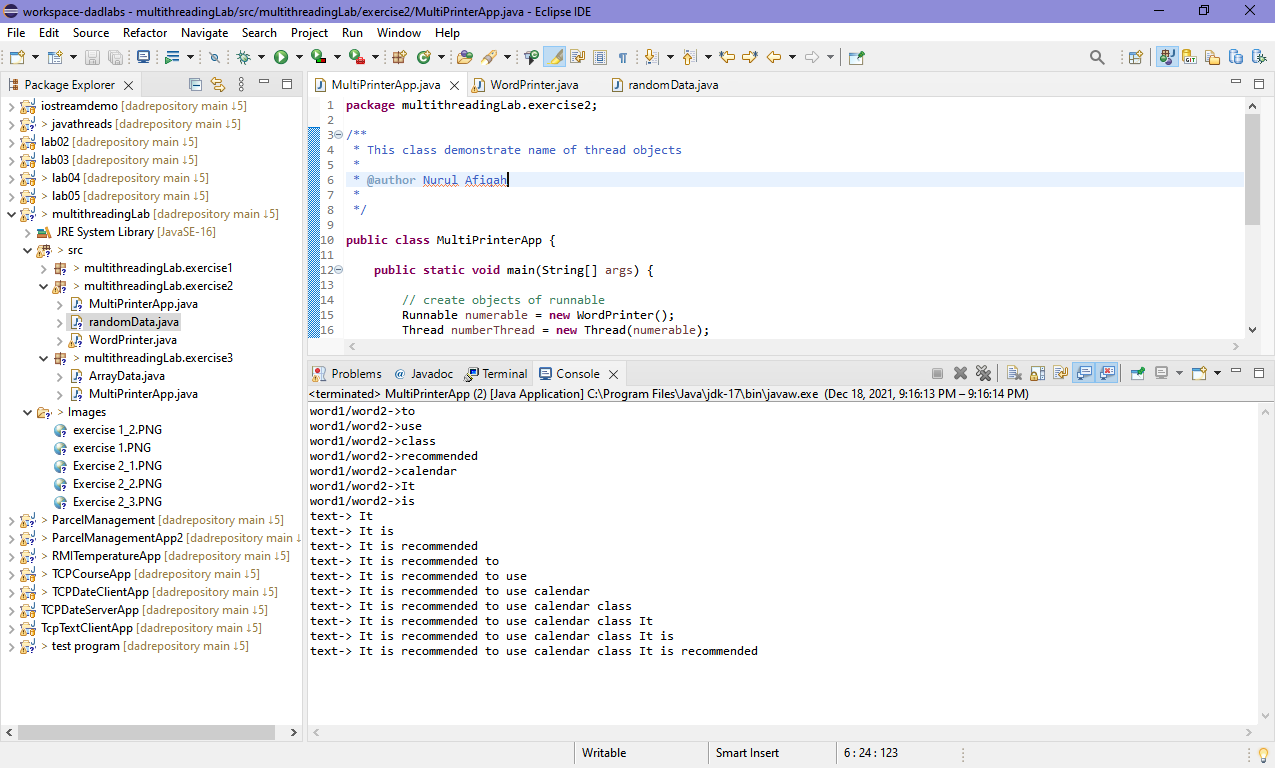 workspace-dadlabs - multithreadingLab/src/multithreadingLab/exercise2/MultiPrinterApp.java - Eclipse IDE
File Edit Source Refactor Navigate Search Project Run Window Help
Package Explorer
iostreamdemo [dadrepository main ↓5]
> javathreads [dadrepository main ↓5]
lab02 [dadrepository main ↓5]
lab03 [dadrepository main ↓5]
> lab04 [dadrepository main ↓5]
> lab05 [dadrepository main ↓5]
> multithreadingLab [dadrepository main ↓5]
JRE System Library [JavaSE-16]
> src
> multithreadingLab.exercise1
> multithreadingLab.exercise2
MultiPrinterApp.java
randomData.java
WordPrinter.java
> multithreadingLab.exercise3
ArrayData.java
MultiPrinterApp.java
> Images
exercise 1_2.PNG
exercise 1.PNG
Exercise 2_1.PNG
Exercise 2_2.PNG
Exercise 2_3.PNG
> ParcelManagement [dadrepository main ↓5]
> ParcelManagementApp2 [dadrepository main ↓
> RMITemperatureApp [dadrepository main ↓5]
> TCPCourseApp [dadrepository main ↓5]
> TCPDateClientApp [dadrepository main ↓5]
TCPDateServerApp [dadrepository main ↓5]
TcpTextClientApp [dadrepository main ↓5]
> test program [dadrepository main ↓5]
MultiPrinterApp.java WordPrinter.java randomData.java
1 package multithreadingLab.exercise2;
2
3 /**
4 * This class demonstrate name of thread objects
5 *
6 * @author Nurul Afiqah
7 *
8 */
9
10 public class MultiPrinterApp {
11
12 public static void main(String[] args) {
13
14 // create objects of runnable
15 Runnable numerable = new WordPrinter();
16 Thread numberThread = new Thread(numerable);
Problems @ Javadoc Terminal Console
<terminated> MultiPrinterApp (2) [Java Application] C:\Program Files\Java\jdk-17\bin\javaw.exe (Dec 18, 2021, 9:16:13 PM – 9:16:14 PM)
word1/word2->to
word1/word2->use
word1/word2->class
word1/word2->recommended
word1/word2->calendar
word1/word2->It
word1/word2->is
text-> It
text-> It is
text-> It is recommended
text-> It is recommended to
text-> It is recommended to use
text-> It is recommended to use calendar
text-> It is recommended to use calendar class
text-> It is recommended to use calendar class It
text-> It is recommended to use calendar class It is
text-> It is recommended to use calendar class It is recommended
Writable Smart Insert 6 : 24 : 123